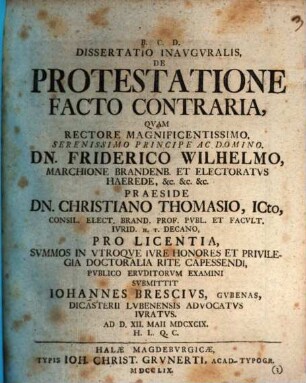 B. C. D.
DISSERTATIO INAVGVRALIS,
DE
PROTESTATIONE
FACTO CONTRARIA,
QVAM
RECTORE MAGNIFICENTISSIMO,
SERENISSIMO PRINCIPE AC DOMINO,
DN. FRIDERICO WILHELMO,
MARCHIONE BRANDENB. ET ELECTORATVS
HAEREDE, &c. &c. &c.
PRAESIDE
DN. CHRISTIANO THOMASIO, ICto,
CONSIL. ELECT. BRAND. PROF. PVBL. ET FACVLT.
IVRID. n. v. DECANO,
PRO LICENTIA,
SVMMOS IN VTROQVE IVRE HONORES ET PRIVILE-
GIA DOCTORALIA RITE CAPESSENDI,
PVBLICO ERVDITORVM EXAMINI
SVBMITTIT
IOHANNES BRESCIVS, GVBENAS,
DICASTERII LVBENENSIS ADVOCATVS
IVRATVS.
AD D. XII. MAII MDCXCIX.
H. L. Q. C.
HALAE MAGDEBVRGICAE,
TYPIS IOH. CHRIST. GRVNERTI, ACAD-TYPOGR.
MDCCLIX.
(1)